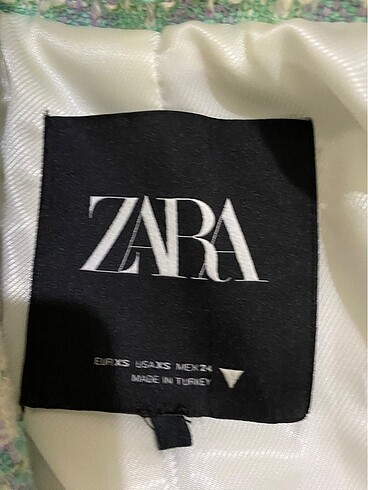 ZARA
EUR XS USA XS MEX 24
MADE IN TURKEY